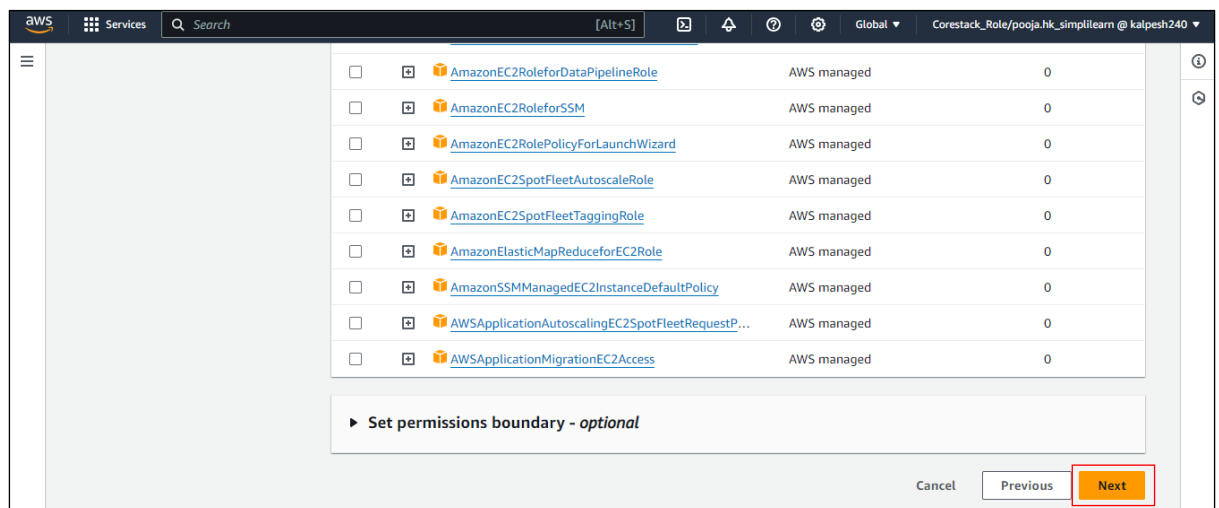 aws Services Search [Alt+S] Global Corestack_Role/pooja.hk_simplilearn @ kalpesh240
AmazonEC2RoleforDataPipelineRole AWS managed 0
AmazonEC2RoleforSSM AWS managed 0
AmazonEC2RolePolicyForLaunchWizard AWS managed 0
AmazonEC2SpotFleetAutoscaleRole AWS managed 0
AmazonEC2SpotFleetTaggingRole AWS managed 0
AmazonElasticMapReduceforEC2Role AWS managed 0
AmazonSSMManagedEC2InstanceDefaultPolicy AWS managed 0
AWSApplicationAutoscalingEC2SpotFleetRequestP... AWS managed 0
AWSApplicationMigrationEC2Access AWS managed 0
Set permissions boundary - optional
Cancel Previous Next